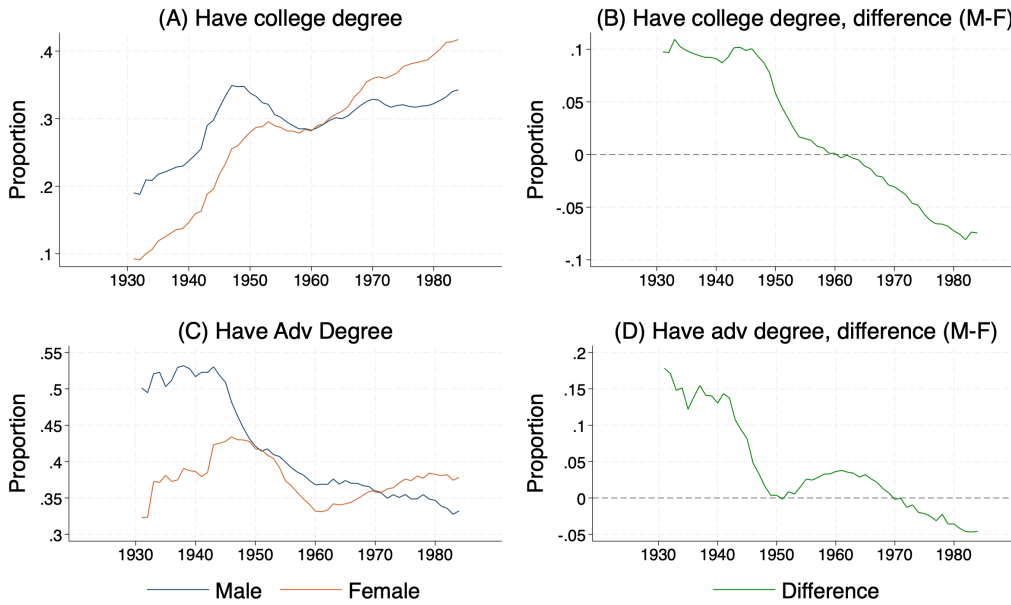 (A) Have college degree
Proportion
.4
.3
.2
.1
1930 1940 1950 1960 1970 1980
(B) Have college degree, difference (M-F)
Proportion
.1
.05
0
-.05
-.1
1930 1940 1950 1960 1970 1980
(C) Have Adv Degree
Proportion
.55
.5
.45
.4
.35
.3
1930 1940 1950 1960 1970 1980
Male Female
(D) Have adv degree, difference (M-F)
Proportion
.2
.15
.1
.05
0
-.05
1930 1940 1950 1960 1970 1980
Difference